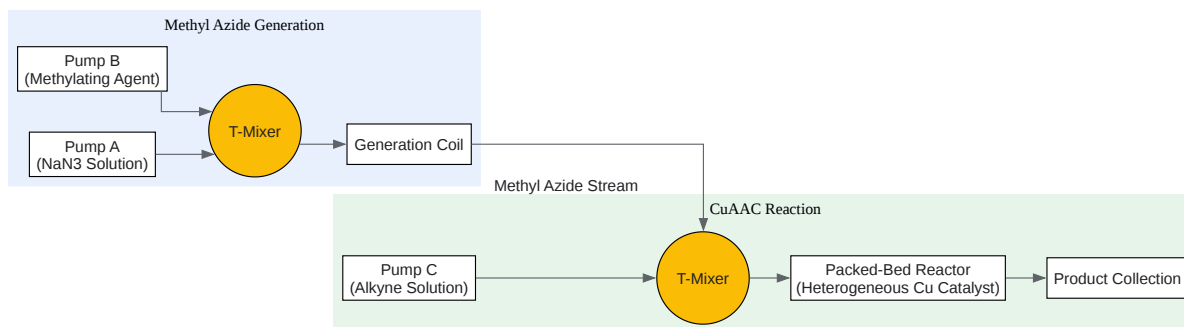 Methyl Azide Generation
Pump B
(Methylating Agent)
T-Mixer
Pump A
(NaN3 Solution)
Generation Coil
Methyl Azide Stream
CuAAC Reaction
Pump C
(Alkyne Solution)
T-Mixer
Packed-Bed Reactor
(Heterogeneous Cu Catalyst)
Product Collection